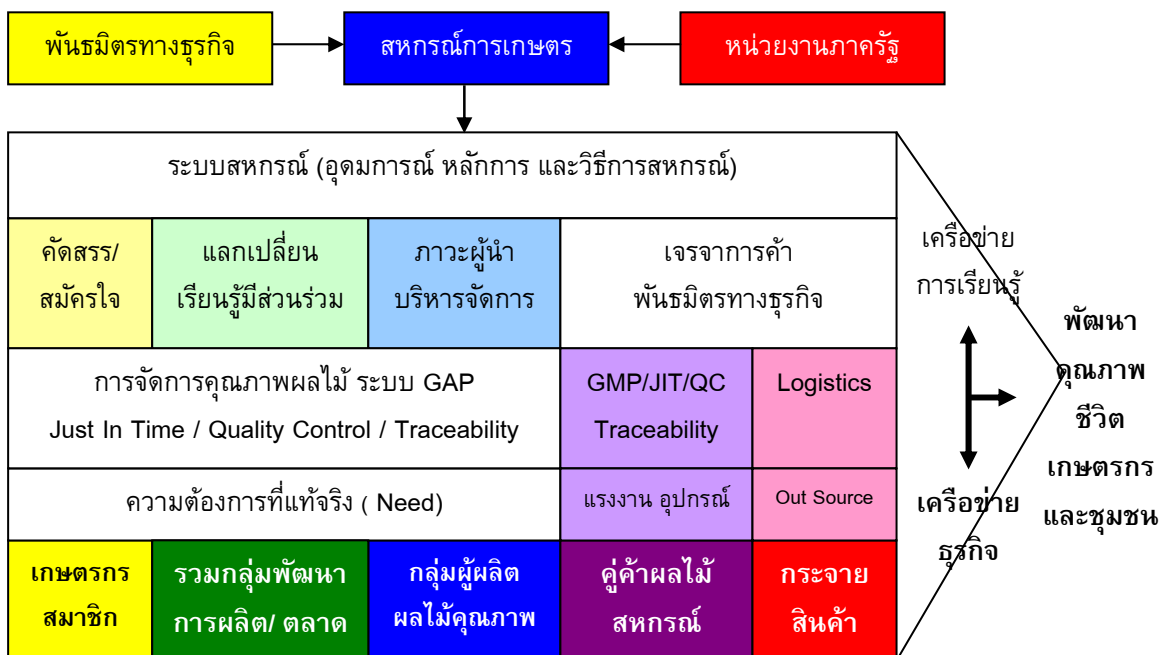 พันธมิตรทางธุรกิจ
สหกรณ์การเกษตร
หน่วยงานภาครัฐ
ระบบสหกรณ์ (อุดมการณ์ หลักการ และวิธีการสหกรณ์)
คัดสรร/
สมัครใจ
แลกเปลี่ยน
เรียนรู้มีส่วนร่วม
ภาวะผู้นำ
บริหารจัดการ
เจรจาการค้า
พันธมิตรทางธุรกิจ
การจัดการคุณภาพผลไม้ ระบบ GAP
Just In Time / Quality Control / Traceability
GMP/JIT/QC
Traceability
Logistics
ความต้องการที่แท้จริง ( Need)
แรงงาน อุปกรณ์
Out Source
เกษตรกร
สมาชิก
รวมกลุ่มพัฒนา
การผลิต/ ตลาด
กลุ่มผู้ผลิต
ผลไม้คุณภาพ
คู่ค้าผลไม้
สหกรณ์
กระจาย
สินค้า
เครือข่าย
การเรียนรู้
เครือข่าย
ธุรกิจ
พัฒนา
คุณภาพ
ชีวิต
เกษตรกร
และชุมชน